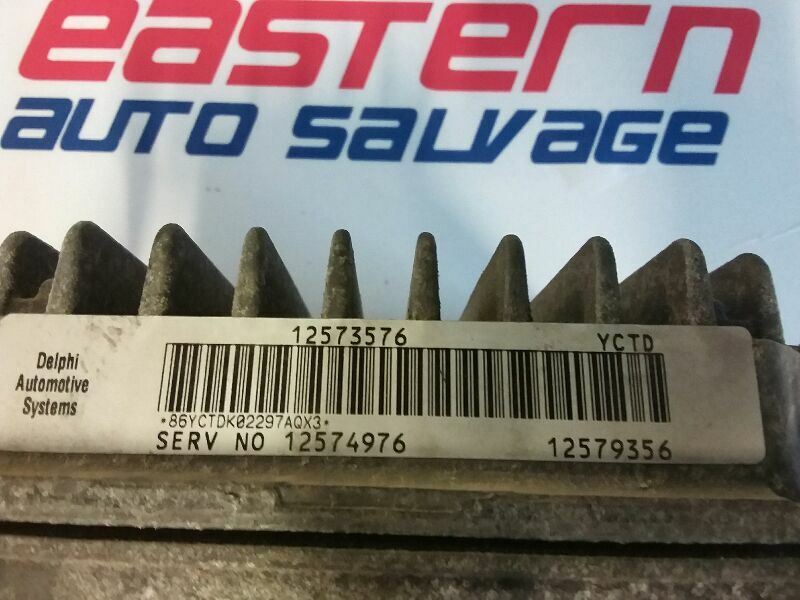 eastern
AUTO SALVAGE
12573576 YCTD
Delphi
Automotive
Systems
*86YCTDK02297AQX3*
SERV NO 12574976 12579356